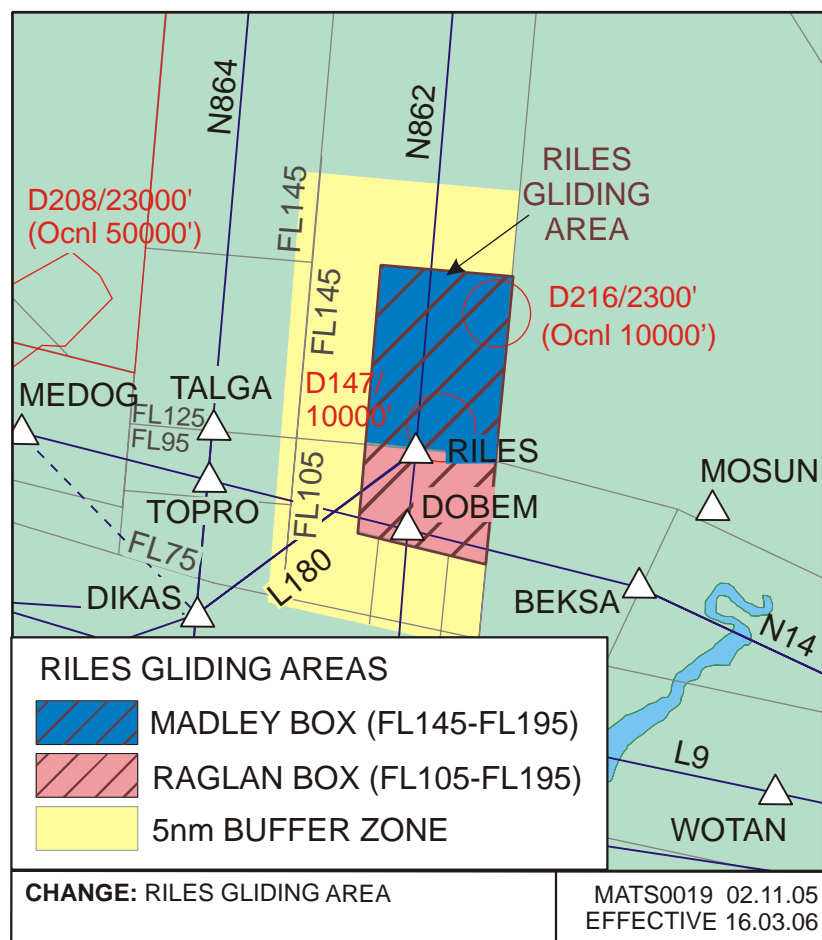 N864
N862
RILES
GLIDING
AREA
FL145
D208/23000'
(Ocnl 50000')
FL145
D216/2300'
(Ocnl 10000')
D147/
10000'
MEDOG
TALGA
FL125
FL95
RILES
MOSUN
FL105
TOPRO
DOBEM
FL75
L180
DIKAS
BEKSA
N14
RILES GLIDING AREAS
MADLEY BOX (FL145-FL195)
RAGLAN BOX (FL105-FL195)
5nm BUFFER ZONE
L9
WOTAN
CHANGE: RILES GLIDING AREA
MATS0019 02.11.05
EFFECTIVE 16.03.06